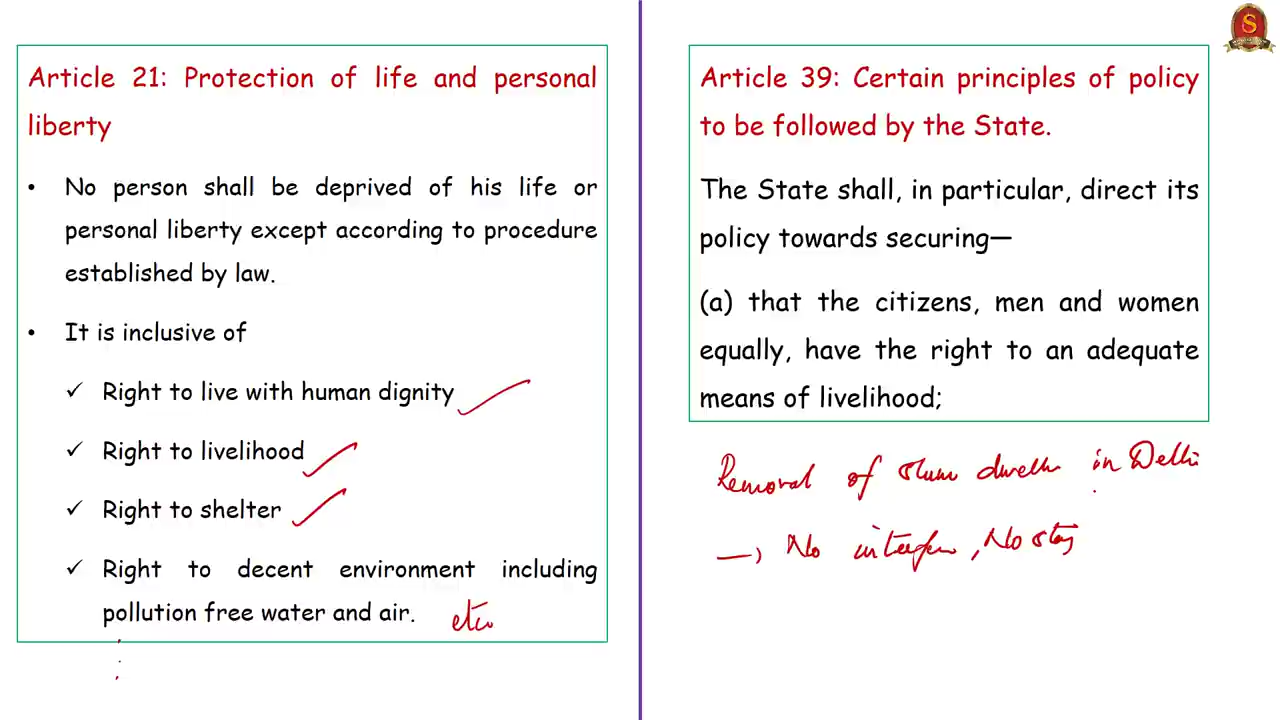 Article 21: Protection of life and personal
liberty
• No person shall be deprived of his life or
personal liberty except according to procedure
established by law.
• It is inclusive of
✓ Right to live with human dignity
✓ Right to livelihood
✓ Right to shelter
✓ Right to decent environment including
pollution free water and air. etc
Article 39: Certain principles of policy
to be followed by the State.
The State shall, in particular, direct its
policy towards securing—
(a) that the citizens, men and women
equally, have the right to an adequate
means of livelihood;
Removal of slum in Delhi
→ No , No stay
S